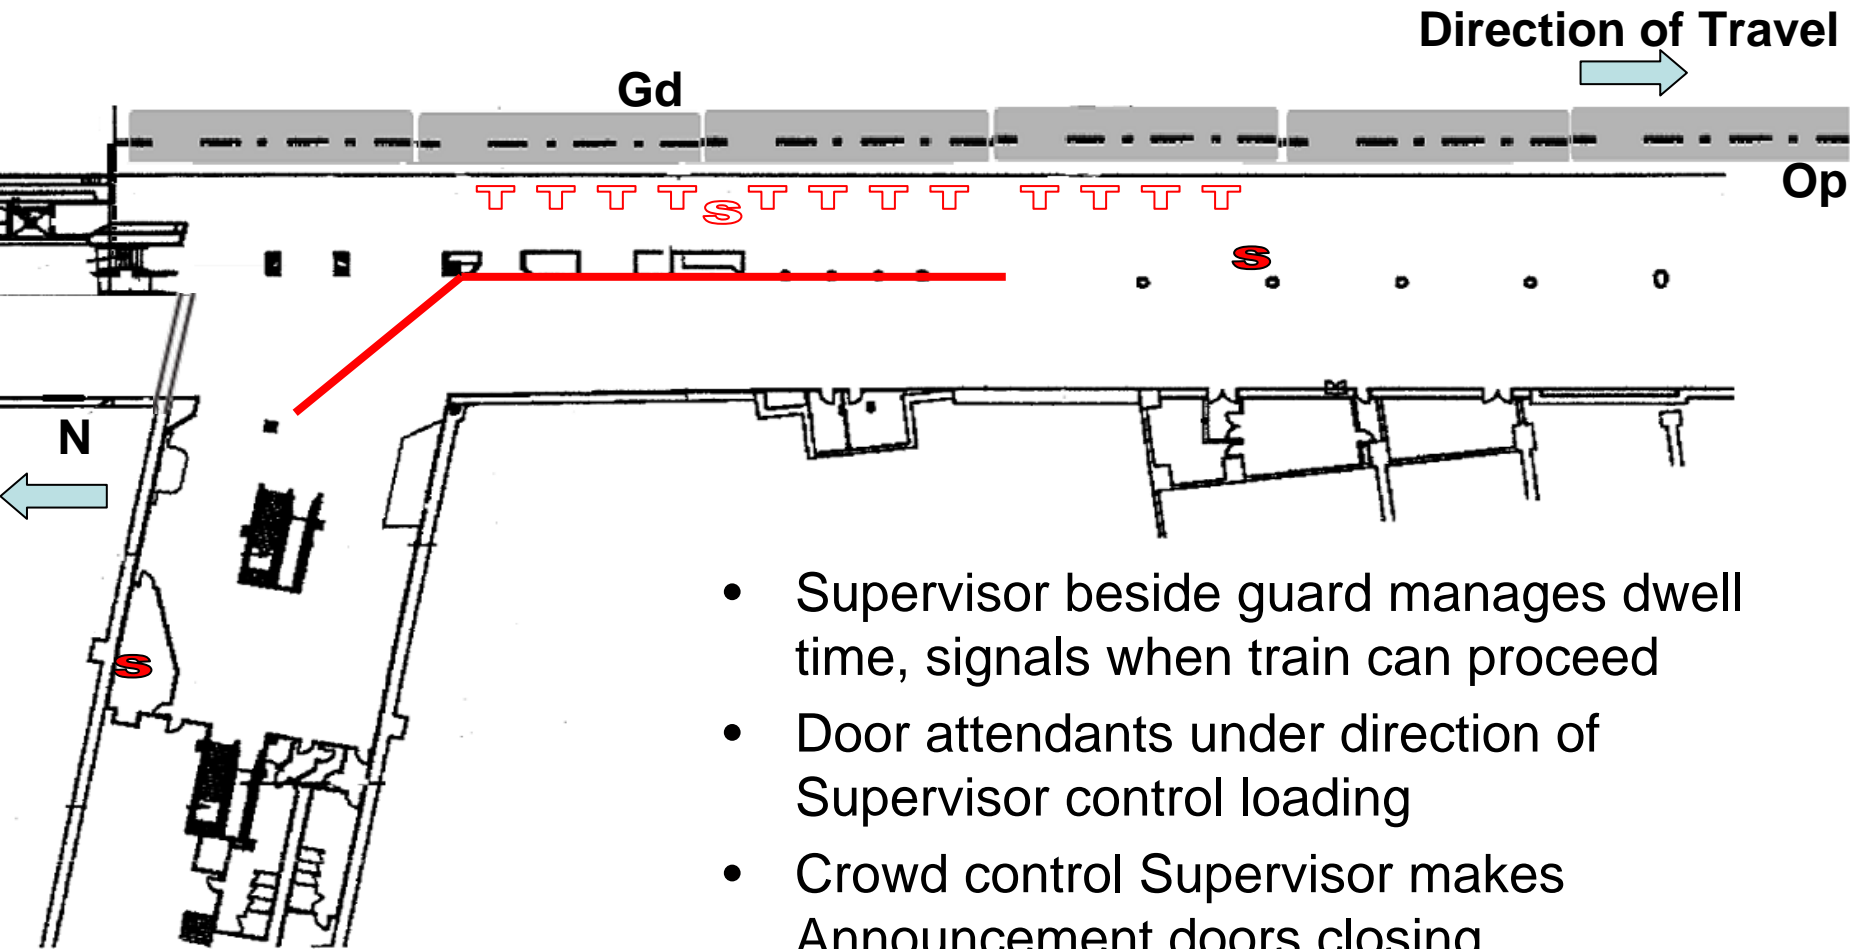 Direction of Travel
Gd
T T T T S T T T T T T T T
Op
S
N
S
• Supervisor beside guard manages dwell
time, signals when train can proceed
• Door attendants under direction of
Supervisor control loading
• Crowd control Supervisor makes
Announcement doors closing